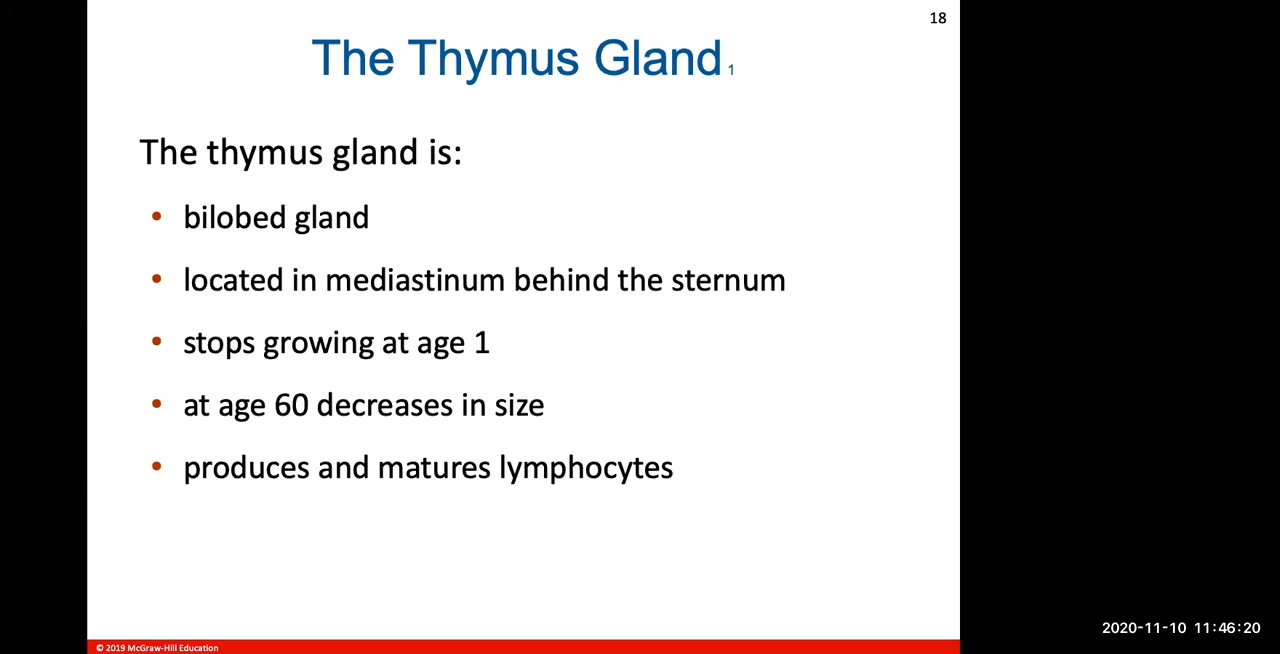 18
The Thymus Gland 1
The thymus gland is:
• bilobed gland
• located in mediastinum behind the sternum
• stops growing at age 1
• at age 60 decreases in size
• produces and matures lymphocytes
2020-11-10 11:46:20
© 2019 McGraw-Hill Education